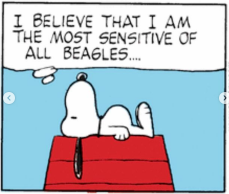 I BELIEVE THAT I AM
THE MOST SENSITIVE OF
ALL BEAGLES....